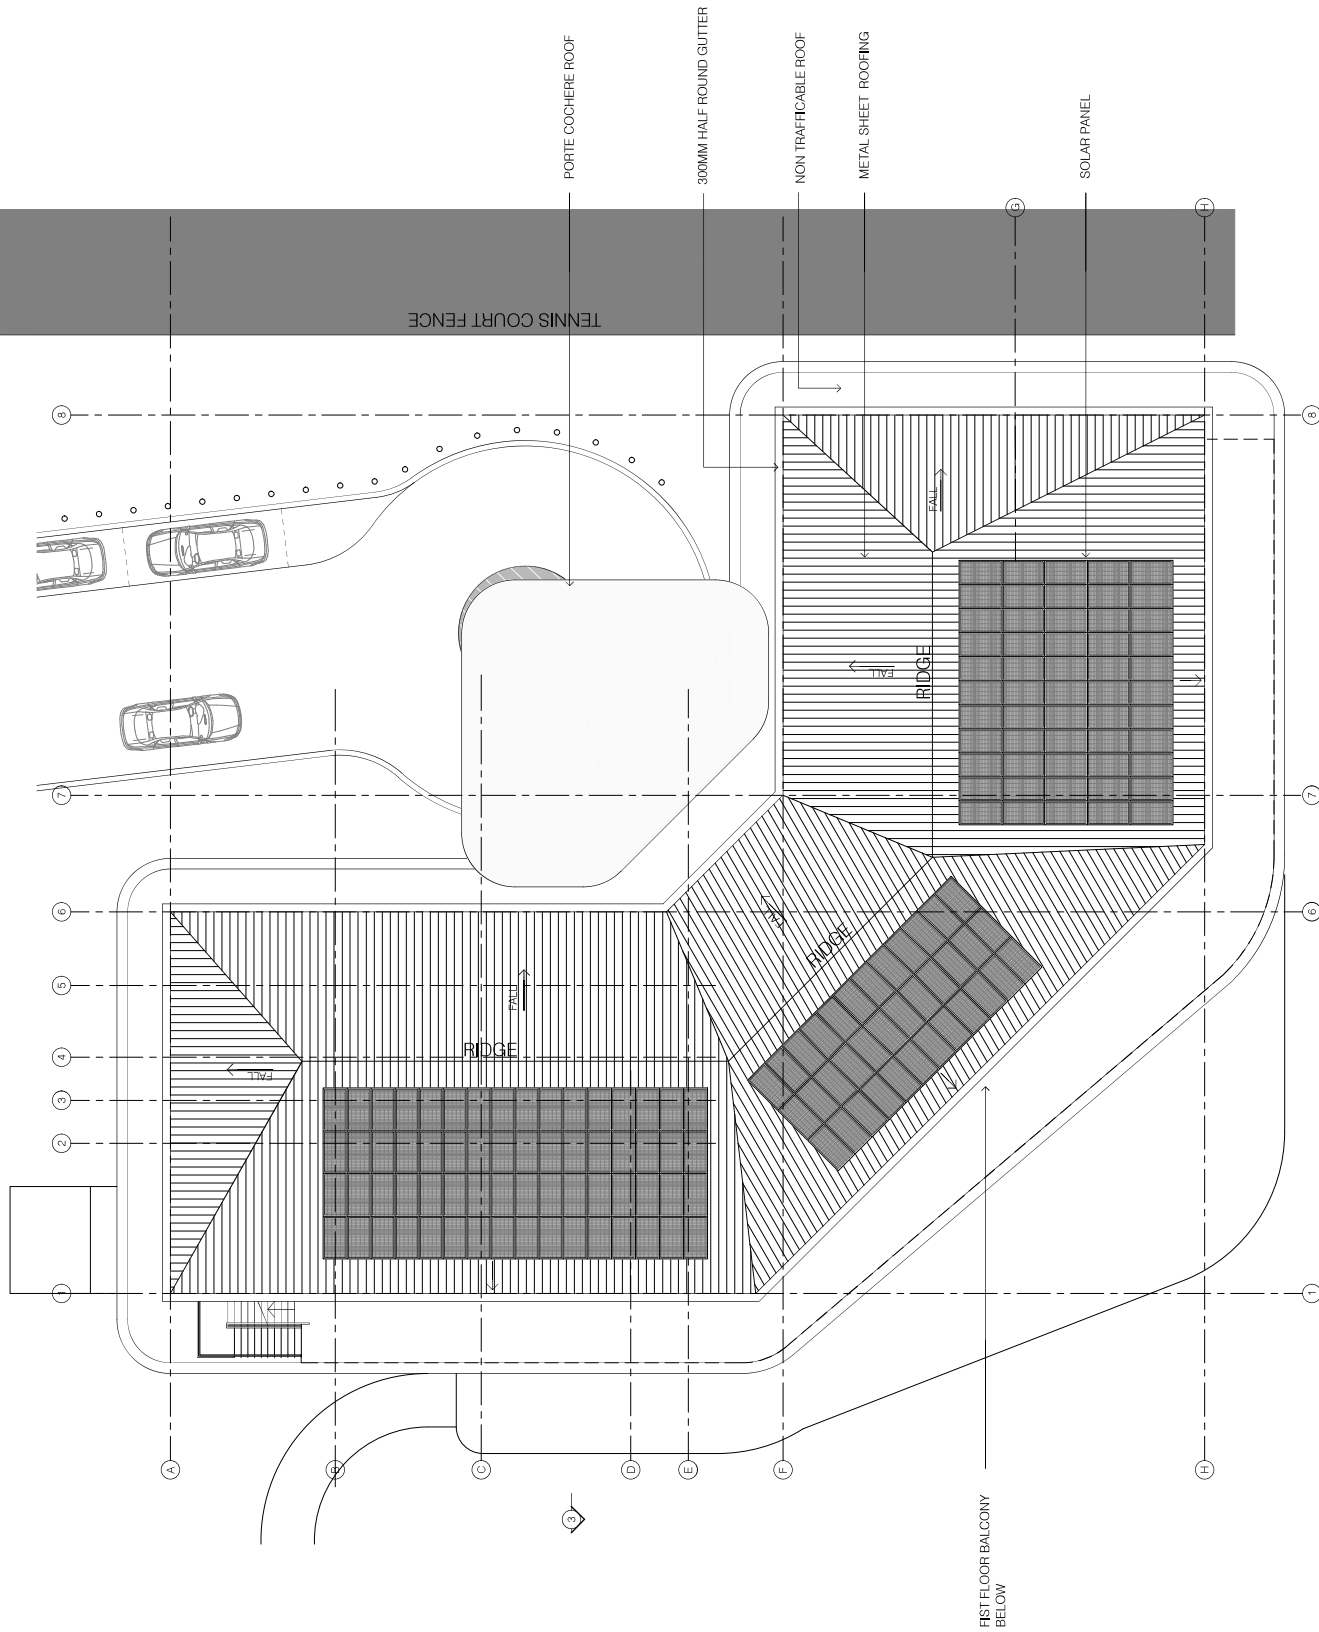 PORTE COCHERE ROOF
300MM HALF ROUND GUTTER
NON TRAFFICABLE ROOF
METAL SHEET ROOFING
SOLAR PANEL
G
H
TENNIS COURT FENCE
8
8
FALL
FALL
RIDGE
7
7
6
6
FALL
RIDGE
5
FALL
4
RIDGE
FALL
3
2
1
1
A
B
C
D
E
F
H
3
FIST FLOOR BALCONY
BELOW